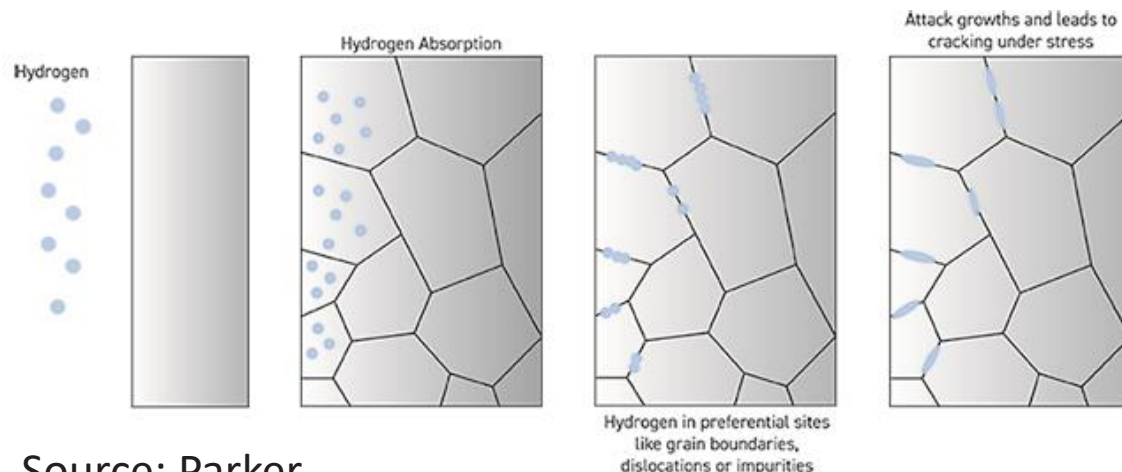 Hydrogen
Hydrogen Absorption
Hydrogen in preferential sites
like grain boundaries,
dislocations or impurities
Attack growths and leads to
cracking under stress
Source: Parker